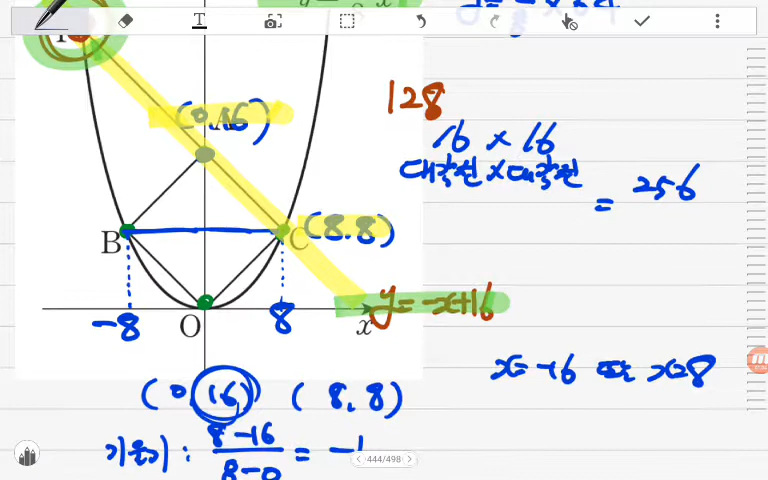 128
(0.16)
A
16 × 16
대각선 × 대각선
= 256
B
C
(8.8)
-8
O
8
x
y=-x+16
x=-16 또는 x=8
(0,16) (8,8)
기울기 : 8-16 / 8-0 = -1
444/498